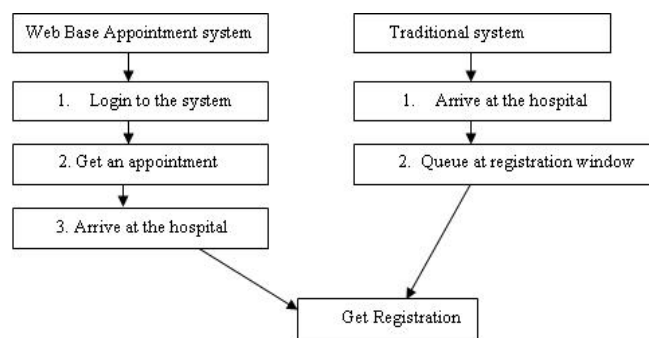 Web Base Appointment system
1. Login to the system
2. Get an appointment
3. Arrive at the hospital
Traditional system
1. Arrive at the hospital
2. Queue at registration window
Get Registration